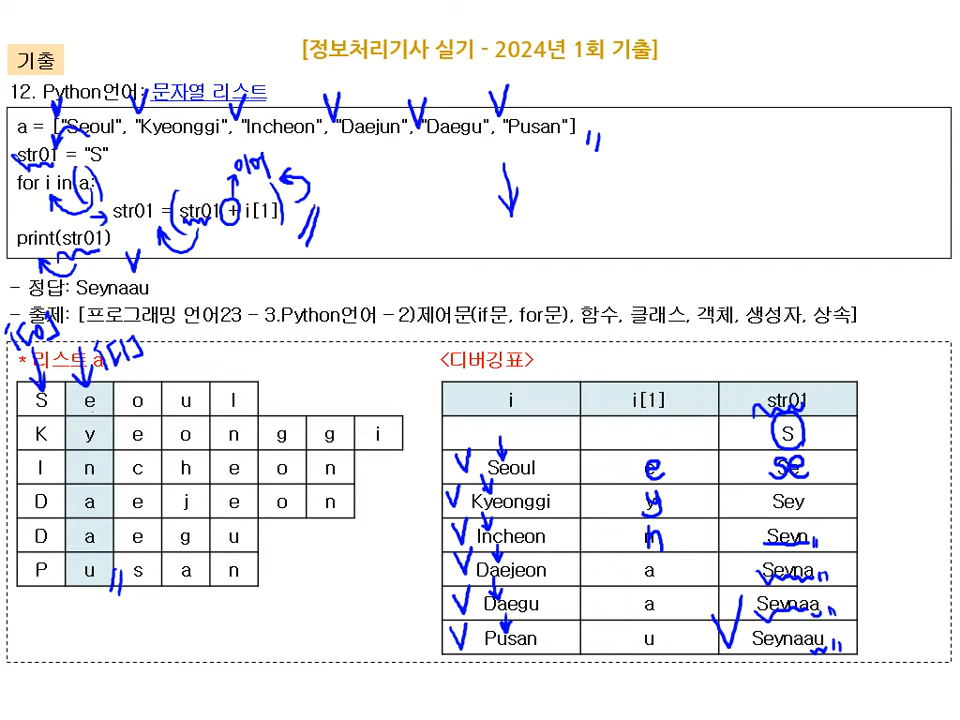 [정보처리기사 실기 - 2024년 1회 기출]
기출
12. Python언어: 문자열 리스트
a = ["Seoul", "Kyeonggi", "Incheon", "Daejun", "Daegu", "Pusan"]
str01 = "S"
이어
for i in a:
str01 = str01 + i[1]
print(str01)
- 정답: Seynaau
- 출제: [프로그래밍 언어23 - 3.Python언어 - 2)제어문(if문, for문), 함수, 클래스, 객체, 생성자, 상속]
i[0]
i[1]
* 리스트 a
S e o u l
K y e o n g g i
I n c h e o n
D a e j e o n
D a e g u
P u s a n
<디버깅표>
i i[1] str01
S
Seoul e Se
Kyeonggi y Sey
Incheon n Seyn
Daejeon a Seyna
Daegu a Seynaa
Pusan u Seynaau